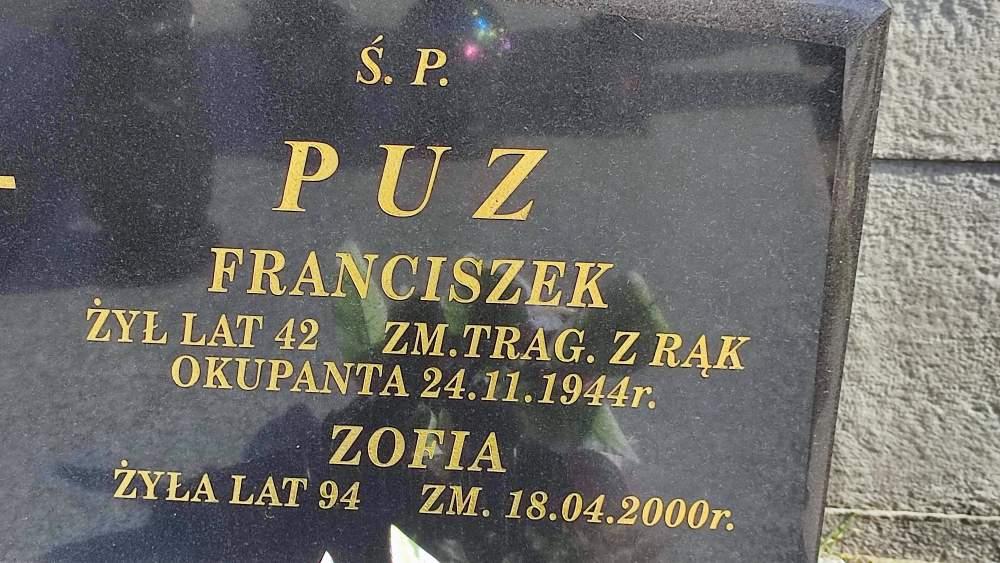 Ś. P.
PUZ
FRANCISZEK
ŻYŁ LAT 42 ZM.TRAG. Z RĄK
OKUPANTA 24.11.1944r.
ZOFIA
ŻYŁA LAT 94 ZM. 18.04.2000r.